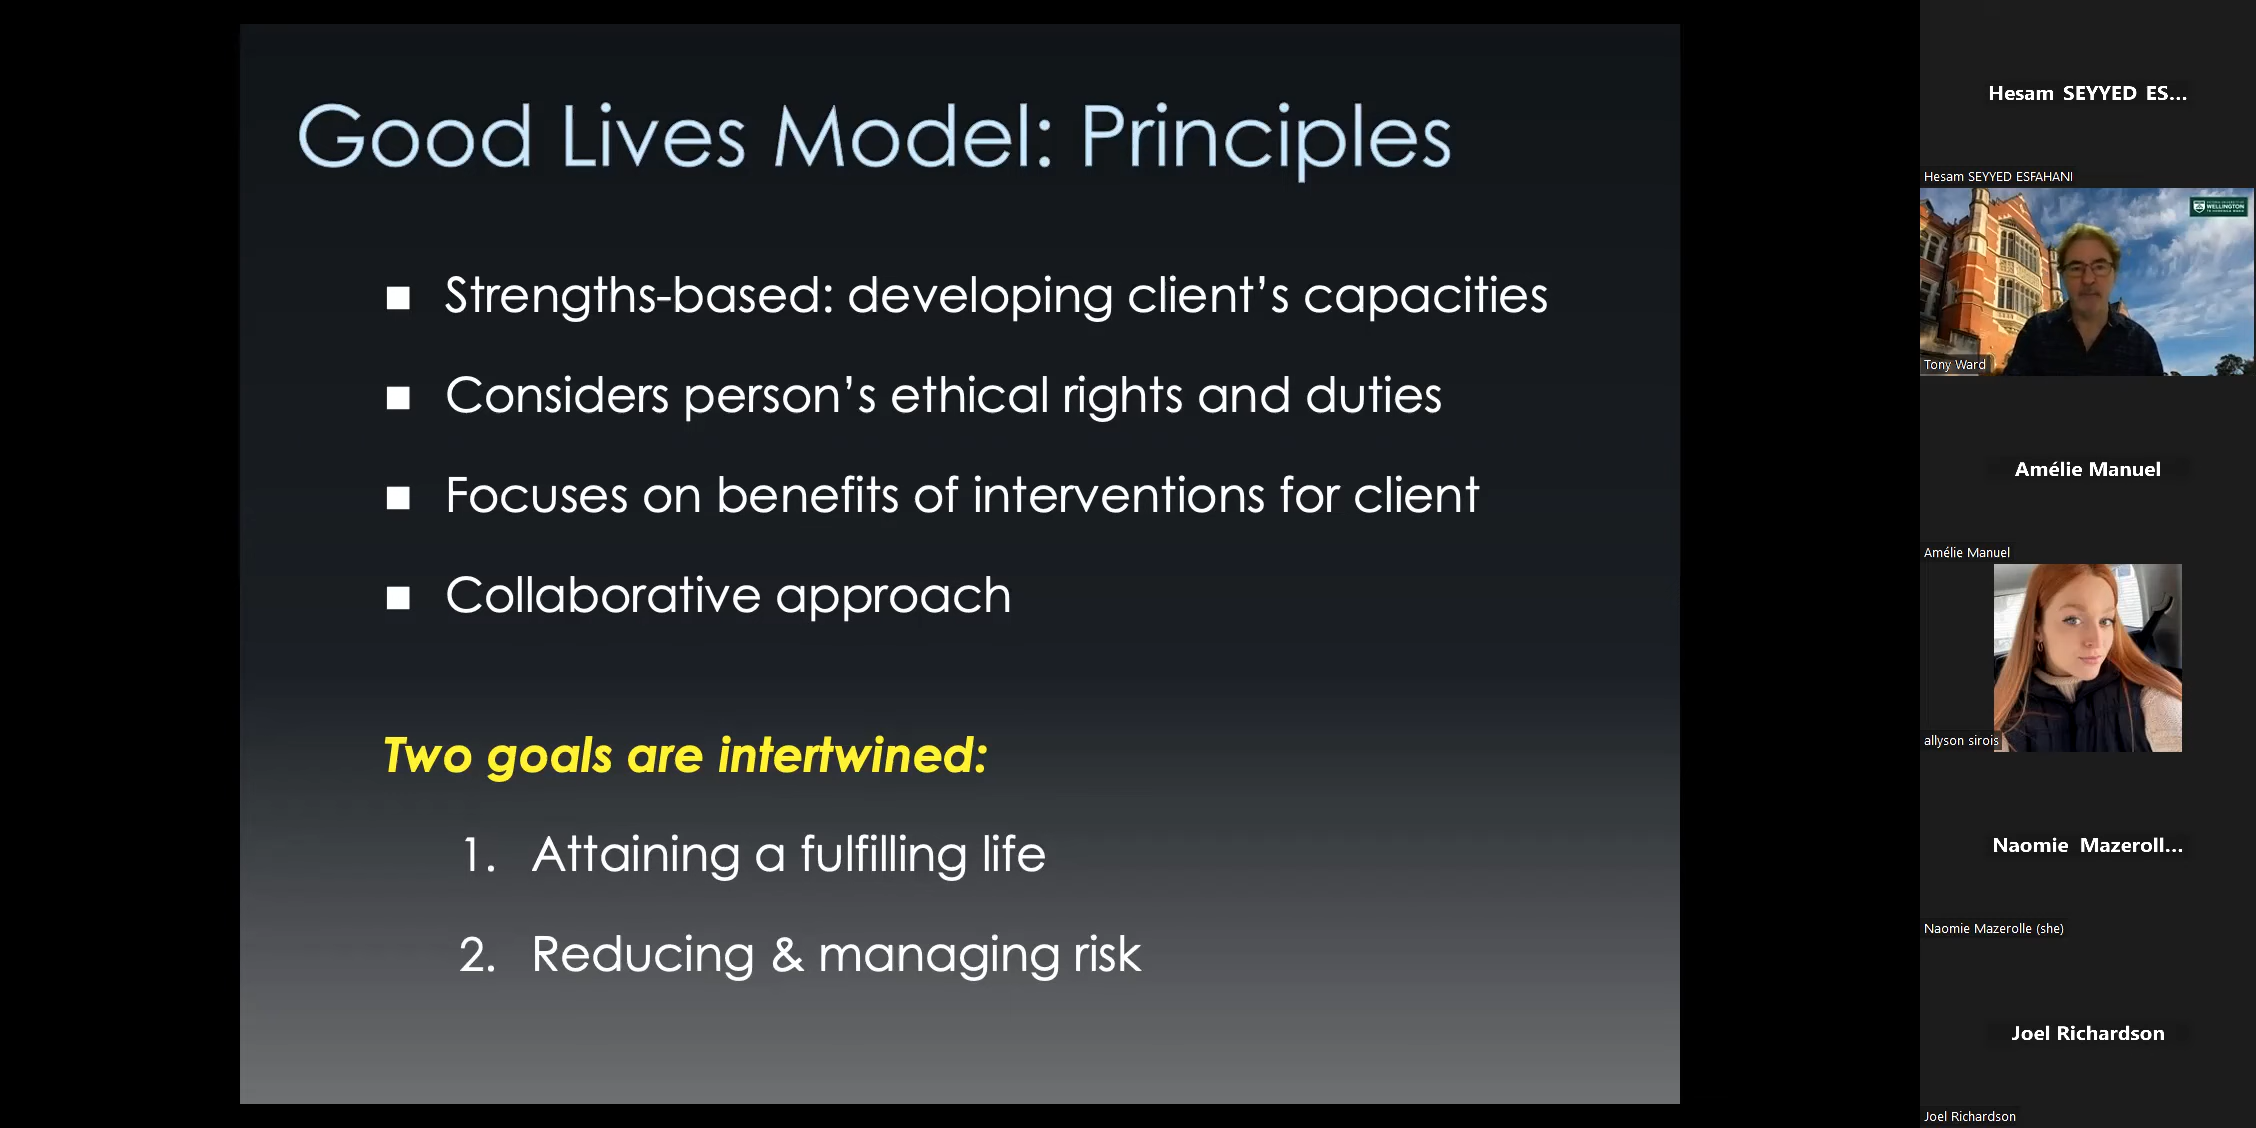 Good Lives Model: Principles
■ Strengths-based: developing client’s capacities
■ Considers person’s ethical rights and duties
■ Focuses on benefits of interventions for client
■ Collaborative approach
Two goals are intertwined:
1. Attaining a fulfilling life
2. Reducing & managing risk
Hesam SEYYED ES...
Hesam SEYYED ESFAHANI
WELLINGTON
Tony Ward
Amélie Manuel
Amélie Manuel
allyson sirois
Naomie Mazeroll...
Naomie Mazerolle (she)
Joel Richardson
Joel Richardson